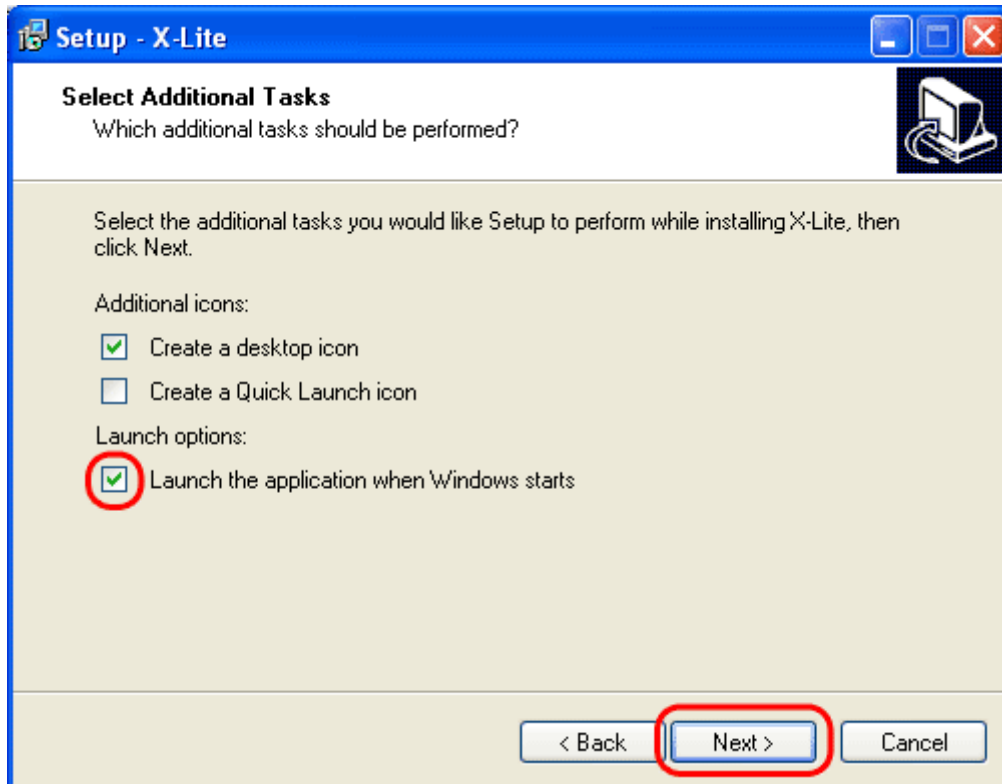 Setup - X-Lite
Select Additional Tasks
Which additional tasks should be performed?
Select the additional tasks you would like Setup to perform while installing X-Lite, then
click Next.
Additional icons:
Create a desktop icon
Create a Quick Launch icon
Launch options:
Launch the application when Windows starts
< Back Next > Cancel